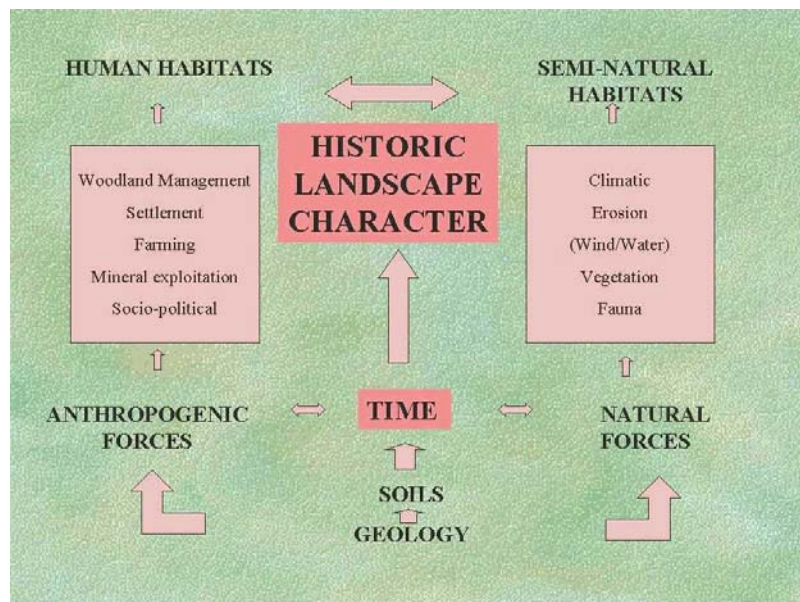 HUMAN HABITATS
SEMI-NATURAL
HABITATS
HISTORIC
LANDSCAPE
CHARACTER
Woodland Management
Settlement
Farming
Mineral exploitation
Socio-political
Climatic
Erosion
(Wind/Water)
Vegetation
Fauna
ANTHROPOGENIC
FORCES
TIME
NATURAL
FORCES
SOILS
GEOLOGY